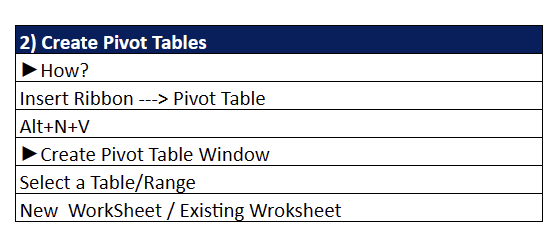 2) Create Pivot Tables
►How?
Insert Ribbon ---> Pivot Table
Alt+N+V
►Create Pivot Table Window
Select a Table/Range
New  WorkSheet / Existing Wroksheet